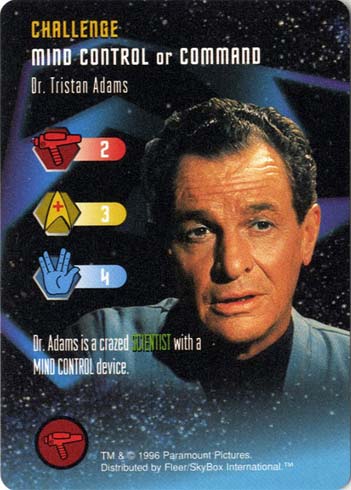 CHALLENGE
MIND CONTROL or COMMAND
Dr. Tristan Adams
2
3
4
Dr. Adams is a crazed SCIENTIST with a
MIND CONTROL device.
TM & © 1996 Paramount Pictures.
Distributed by Fleer/SkyBox International.™